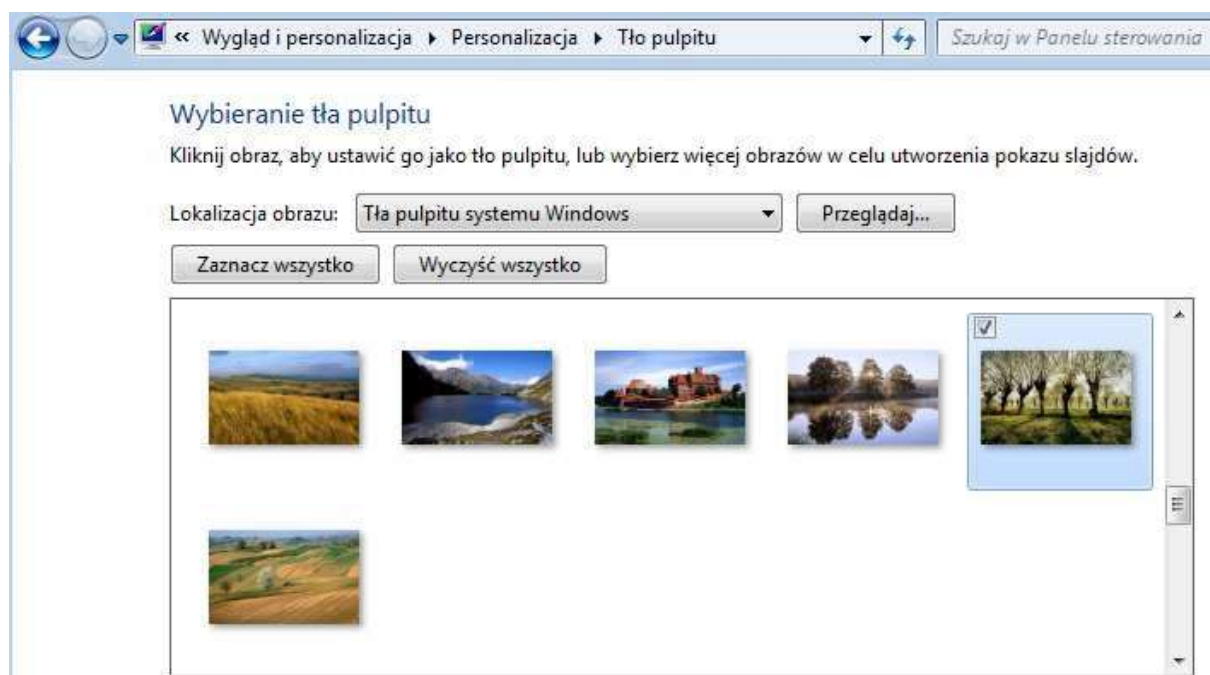 « Wygląd i personalizacja ▸ Personalizacja ▸ Tło pulpitu Szukaj w Panelu sterowania
Wybieranie tła pulpitu
Kliknij obraz, aby ustawić go jako tło pulpitu, lub wybierz więcej obrazów w celu utworzenia pokazu slajdów.
Lokalizacja obrazu: Tła pulpitu systemu Windows Przeglądaj...
Zaznacz wszystko Wyczyść wszystko